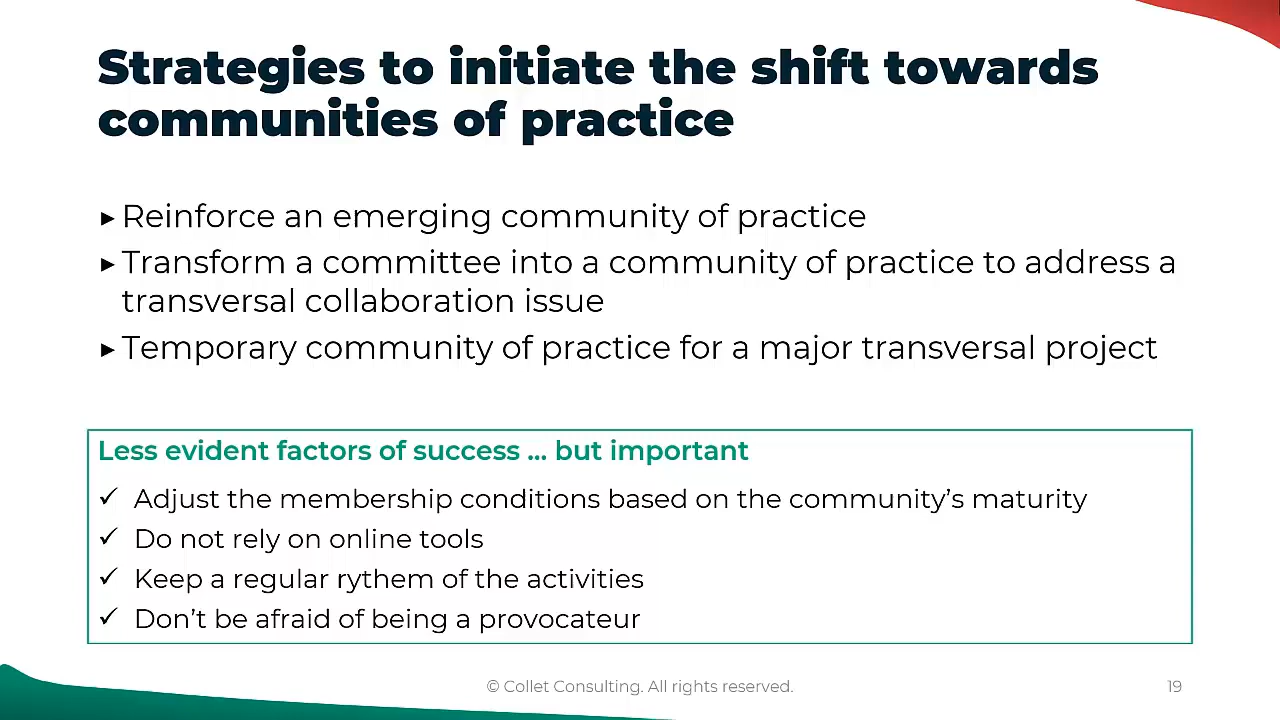 Strategies to initiate the shift towards
communities of practice
▸ Reinforce an emerging community of practice
▸ Transform a committee into a community of practice to address a
transversal collaboration issue
▸ Temporary community of practice for a major transversal project
Less evident factors of success ... but important
✓ Adjust the membership conditions based on the community’s maturity
✓ Do not rely on online tools
✓ Keep a regular rythem of the activities
✓ Don’t be afraid of being a provocateur
© Collet Consulting. All rights reserved.
19